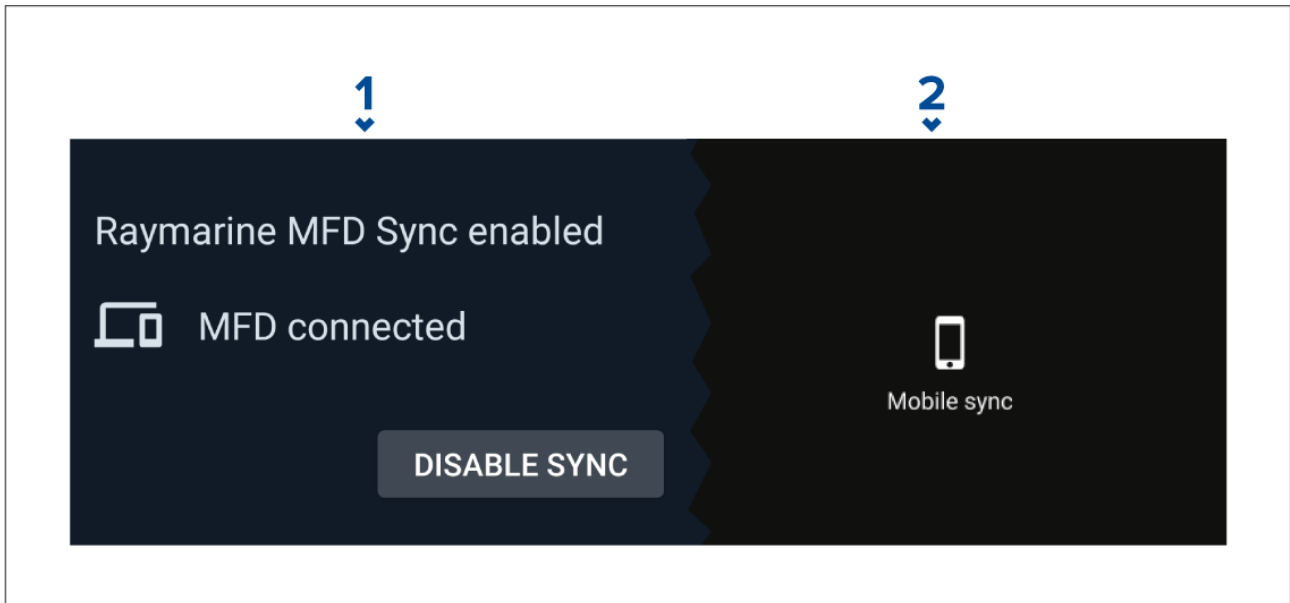 1
2
Raymarine MFD Sync enabled
MFD connected
Mobile sync
DISABLE SYNC